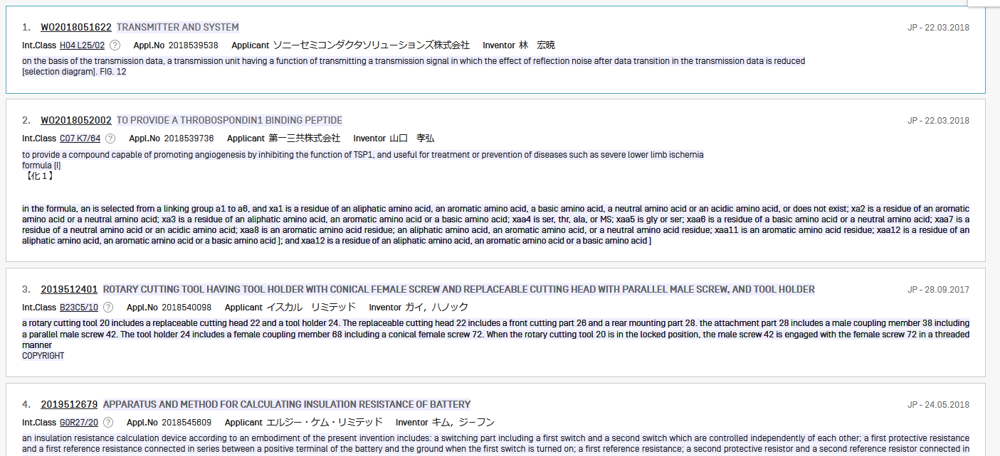 1. WO2018051622 TRANSMITTER AND SYSTEM JP - 22.03.2018
Int.Class H04 L25/02 ? Appl.No 2018539538 Applicant ソニーセミコンダクタソリューションズ株式会社 Inventor 林 宏暁
on the basis of the transmission data, a transmission unit having a function of transmitting a transmission signal in which the effect of reflection noise after data transition in the transmission data is reduced
[selection diagram]. FIG. 12
2. WO2018052002 TO PROVIDE A THROBOSPONDIN1 BINDING PEPTIDE JP - 22.03.2018
Int.Class C07 K7/64 ? Appl.No 2018539736 Applicant 第一三共株式会社 Inventor 山口 孝弘
to provide a compound capable of promoting angiogenesis by inhibiting the function of TSP1, and useful for treatment or prevention of diseases such as severe lower limb ischemia
formula (I)
【化１】
in the formula, an is selected from a linking group a1 to a6, and xa1 is a residue of an aliphatic amino acid, an aromatic amino acid, a basic amino acid, a neutral amino acid or an acidic amino acid, or does not exist; xa2 is a residue of an aromatic
amino acid or a neutral amino acid; xa3 is a residue of an aliphatic amino acid, an aromatic amino acid or a basic amino acid; xaa4 is ser, thr, ala, or MS; xaa5 is gly or ser; xaa6 is a residue of a basic amino acid or a neutral amino acid; xaa7 is a
residue of a neutral amino acid or an acidic amino acid; xaa8 is an aromatic amino acid residue; an aliphatic amino acid, an aromatic amino acid, or a neutral amino acid residue; xaa11 is an aromatic amino acid residue; xaa12 is a residue of an
aliphatic amino acid, an aromatic amino acid or a basic amino acid ]; and xaa12 is a residue of an aliphatic amino acid, an aromatic amino acid or a basic amino acid ]
3. 2019512401 ROTARY CUTTING TOOL HAVING TOOL HOLDER WITH CONICAL FEMALE SCREW AND REPLACEABLE CUTTING HEAD WITH PARALLEL MALE SCREW, AND TOOL HOLDER JP - 28.09.2017
Int.Class B23C5/10 ? Appl.No 2018540098 Applicant イスカル リミテッド Inventor ガイ，ハノック
a rotary cutting tool 20 includes a replaceable cutting head 22 and a tool holder 24. The replaceable cutting head 22 includes a front cutting part 26 and a rear mounting part 28. the attachment part 28 includes a male coupling member 38 including
a parallel male screw 42. The tool holder 24 includes a female coupling member 68 including a conical female screw 72. When the rotary cutting tool 20 is in the locked position, the male screw 42 is engaged with the female screw 72 in a threaded
manner
COPYRIGHT
4. 2019512679 APPARATUS AND METHOD FOR CALCULATING INSULATION RESISTANCE OF BATTERY JP - 24.05.2018
Int.Class G0R27/20 ? Appl.No 2018545609 Applicant エルジー・ケム・リミテッド Inventor キム，ジ－フン
an insulation resistance calculation device according to an embodiment of the present invention includes: a switching part including a first switch and a second switch which are controlled independently of each other; a first protective resistance
and a first reference resistance connected in series between a positive terminal of the battery and the ground when the first switch is turned on; a first reference resistance; a second protective resistor and a second reference resistor connected in